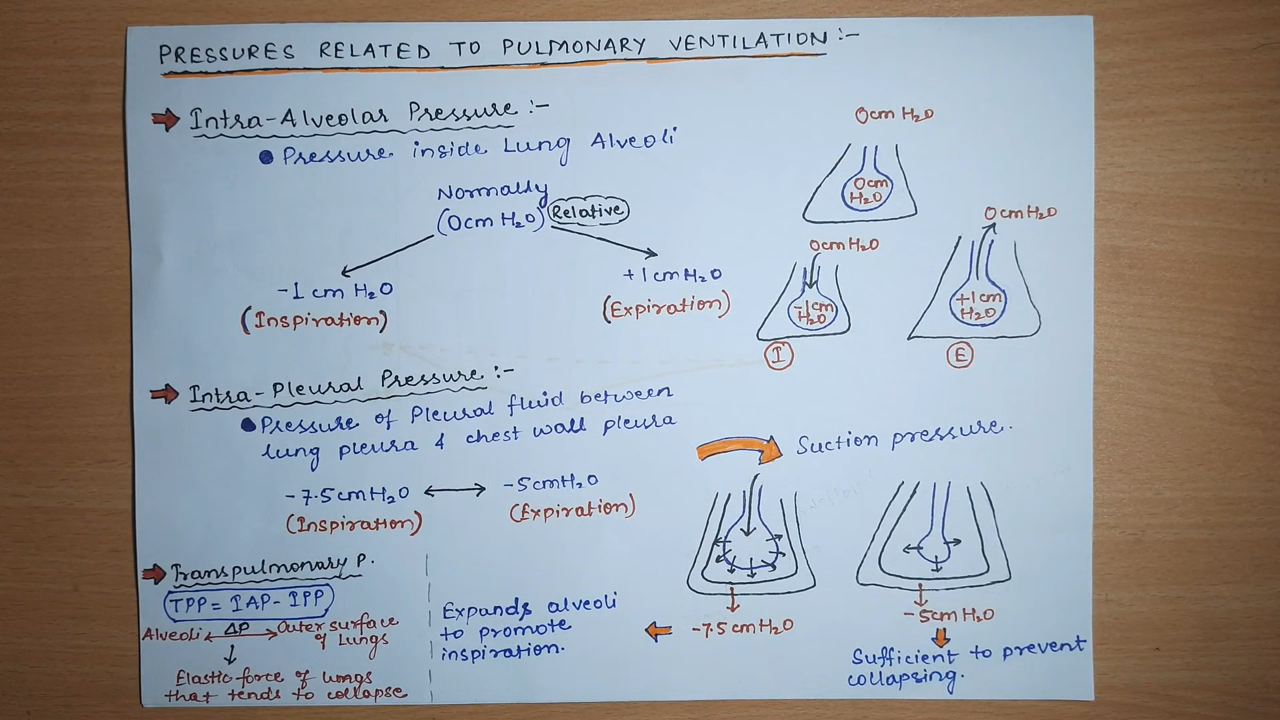 PRESSURES RELATED TO PULMONARY VENTILATION :-
Intra-Alveolar Pressure :-
Pressure inside Lung Alveoli
Normally
(0cm H₂O) Relative
-1 cm H₂O
(Inspiration)
+1 cm H₂O
(Expiration)
0cm H₂O
0cm
H₂O
0cm H₂O
-1cm
H₂O
I
0cm H₂O
+1cm
H₂O
E
Intra-Pleural Pressure :-
Pressure of Pleural fluid between
lung pleura & chest wall pleura
-7.5cm H₂O
(Inspiration)
-5cm H₂O
(Expiration)
Suction pressure.
-7.5 cm H₂O
Expands alveoli
to promote
inspiration.
-5cm H₂O
Sufficient to prevent
collapsing.
Transpulmonary P.
TPP = IAP - IPP
Alveoli ΔP Outer surface
of Lungs
Elastic force of lungs
that tends to collapse